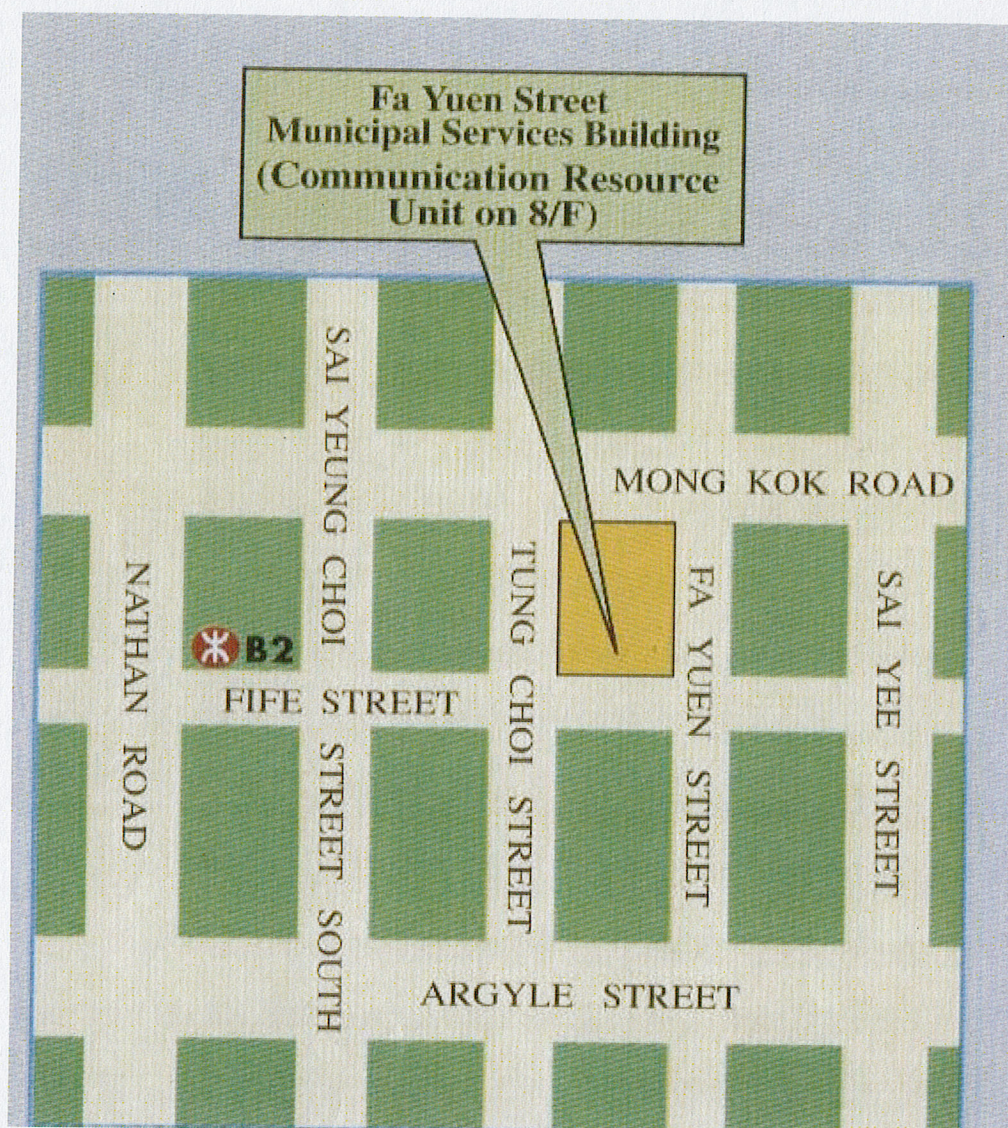 Fa Yuen Street
Municipal Services Building
(Communication Resource
Unit on 8/F)
MONG KOK ROAD
SAI YEUNG CHOI STREET SOUTH
NATHAN ROAD
TUNG CHOI STREET
FA YUEN STREET
SAI YEE STREET
B2
FIFE STREET
ARGYLE STREET